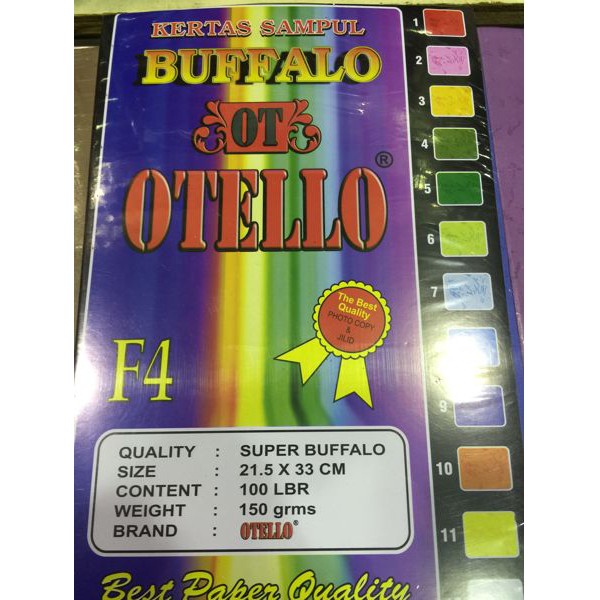 KERTAS SAMPUL
BUFFALO
OT
OTELLO®
The Best
Quality
PHOTO COPY
&
JILID
F4
QUALITY : SUPER BUFFALO
SIZE : 21.5 X 33 CM
CONTENT : 100 LBR
WEIGHT : 150 grms
BRAND : OTELLO®
Best Paper Quality
1
2
3
4
5
6
7
9
10
11